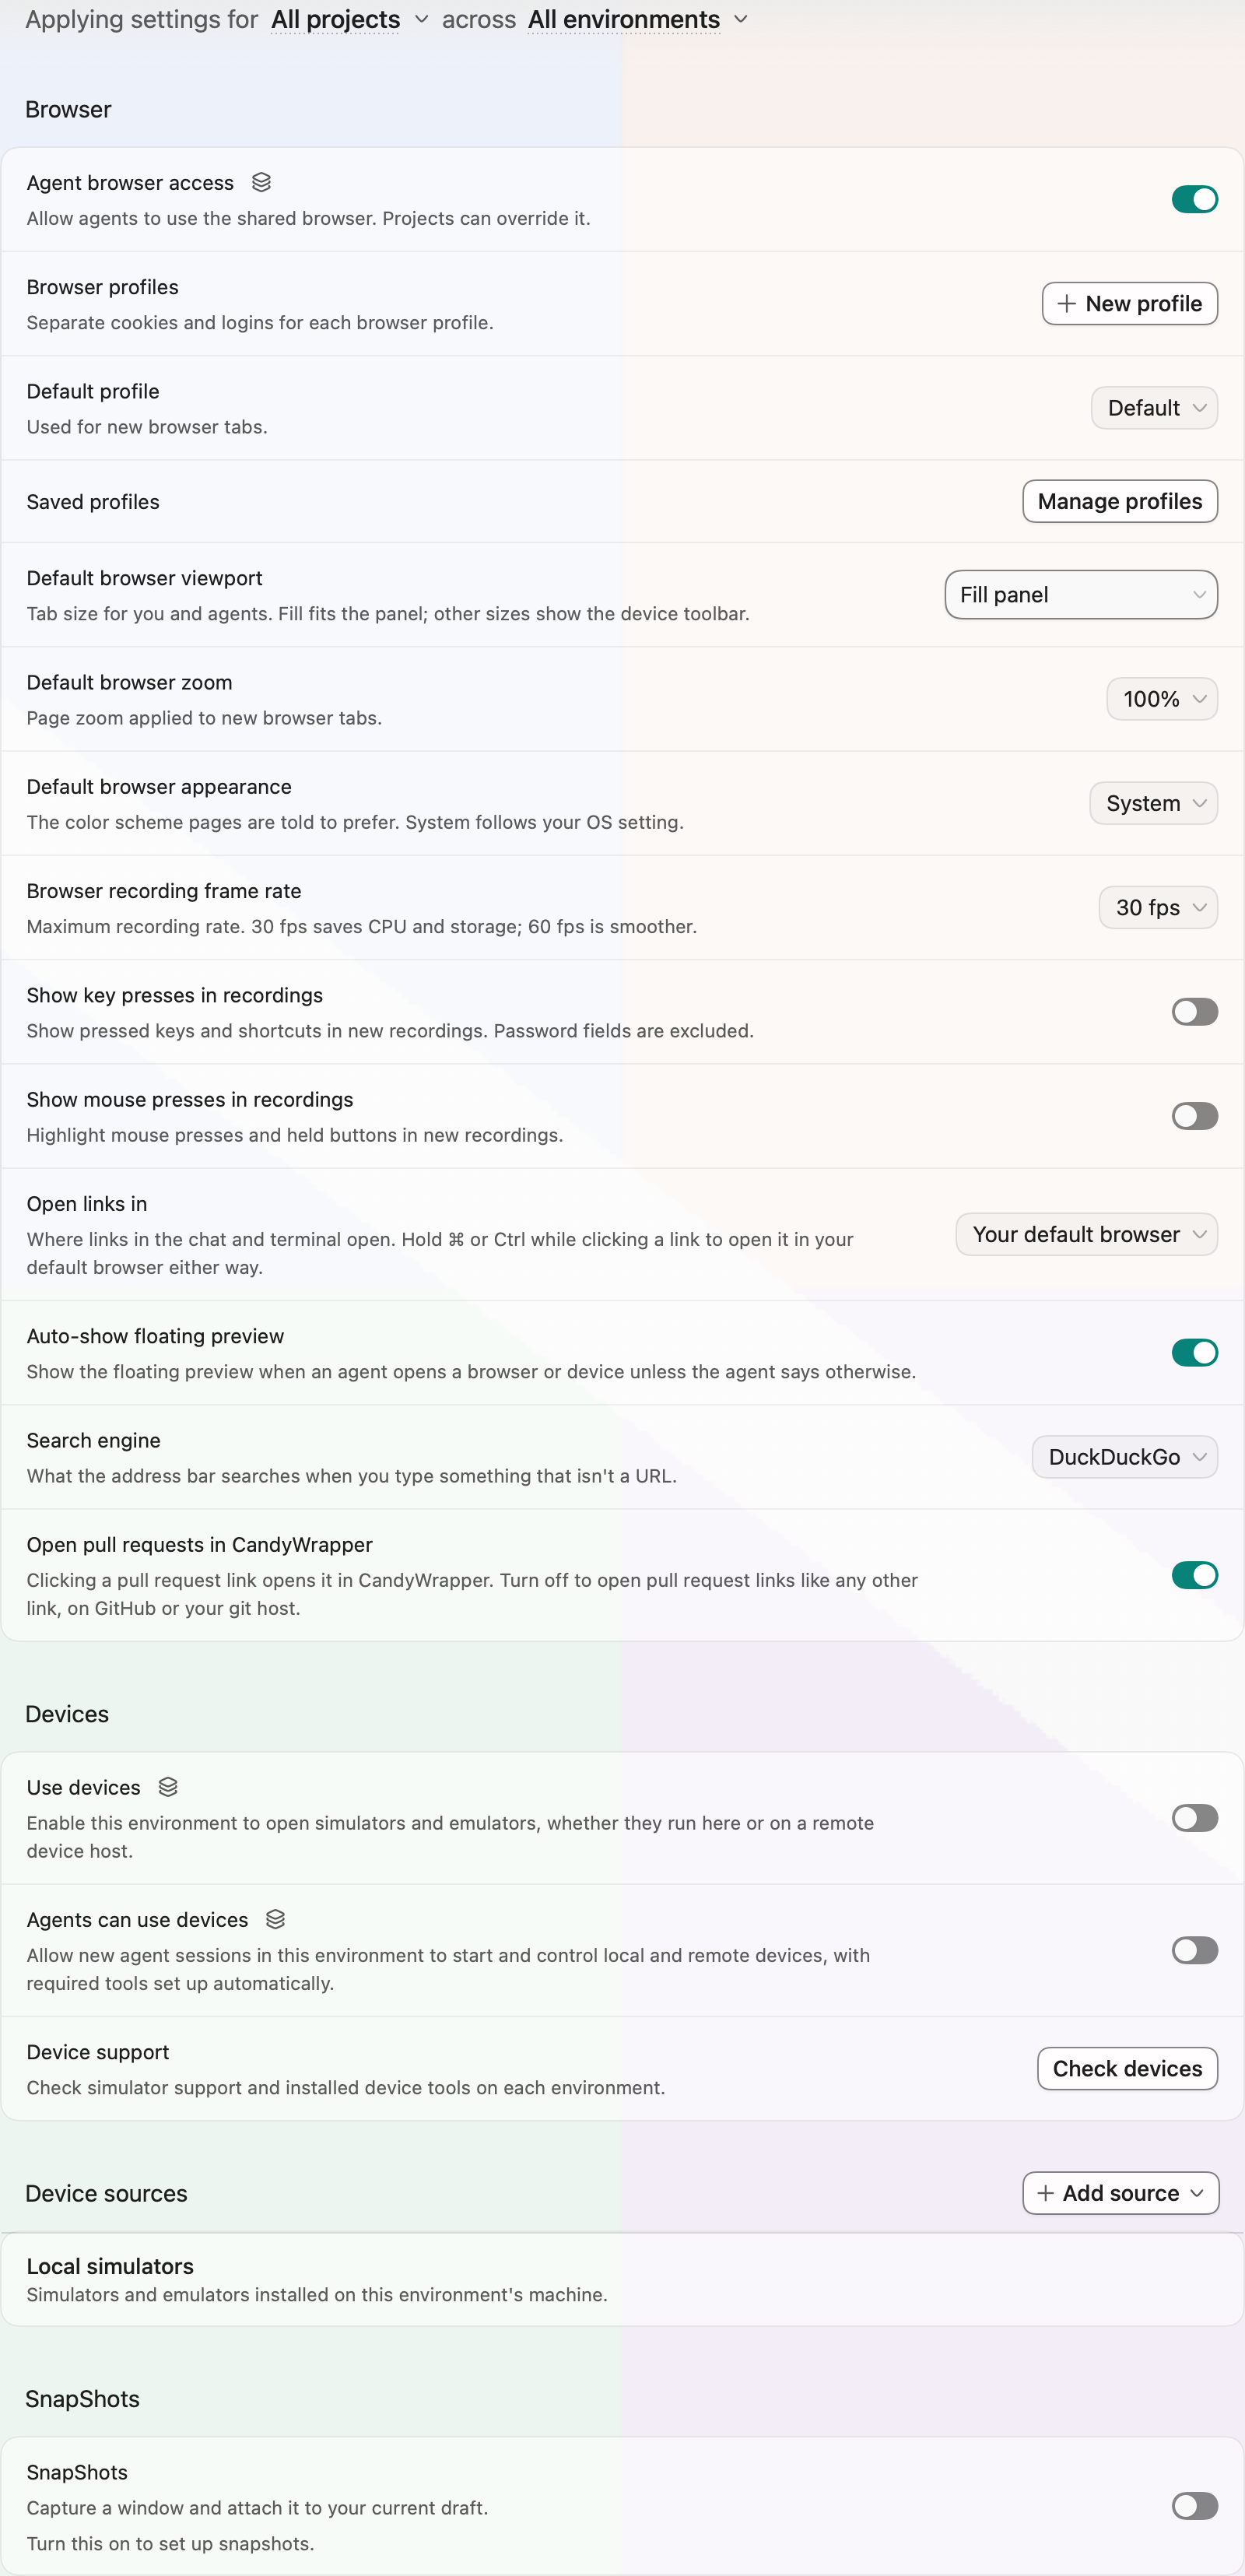 Applying settings for All projects across All environments
Browser
Agent browser access
Allow agents to use the shared browser. Projects can override it.
Browser profiles
Separate cookies and logins for each browser profile.
New profile
Default profile
Used for new browser tabs.
Default
Saved profiles
Manage profiles
Default browser viewport
Tab size for you and agents. Fill fits the panel; other sizes show the device toolbar.
Fill panel
Default browser zoom
Page zoom applied to new browser tabs.
100%
Default browser appearance
The color scheme pages are told to prefer. System follows your OS setting.
System
Browser recording frame rate
Maximum recording rate. 30 fps saves CPU and storage; 60 fps is smoother.
30 fps
Show key presses in recordings
Show pressed keys and shortcuts in new recordings. Password fields are excluded.
Show mouse presses in recordings
Highlight mouse presses and held buttons in new recordings.
Open links in
Where links in the chat and terminal open. Hold ⌘ or Ctrl while clicking a link to open it in your
default browser either way.
Your default browser
Auto-show floating preview
Show the floating preview when an agent opens a browser or device unless the agent says otherwise.
Search engine
What the address bar searches when you type something that isn't a URL.
DuckDuckGo
Open pull requests in CandyWrapper
Clicking a pull request link opens it in CandyWrapper. Turn off to open pull request links like any other
link, on GitHub or your git host.
Devices
Use devices
Enable this environment to open simulators and emulators, whether they run here or on a remote
device host.
Agents can use devices
Allow new agent sessions in this environment to start and control local and remote devices, with
required tools set up automatically.
Device support
Check simulator support and installed device tools on each environment.
Check devices
Device sources
Add source
Local simulators
Simulators and emulators installed on this environment's machine.
SnapShots
SnapShots
Capture a window and attach it to your current draft.
Turn this on to set up snapshots.